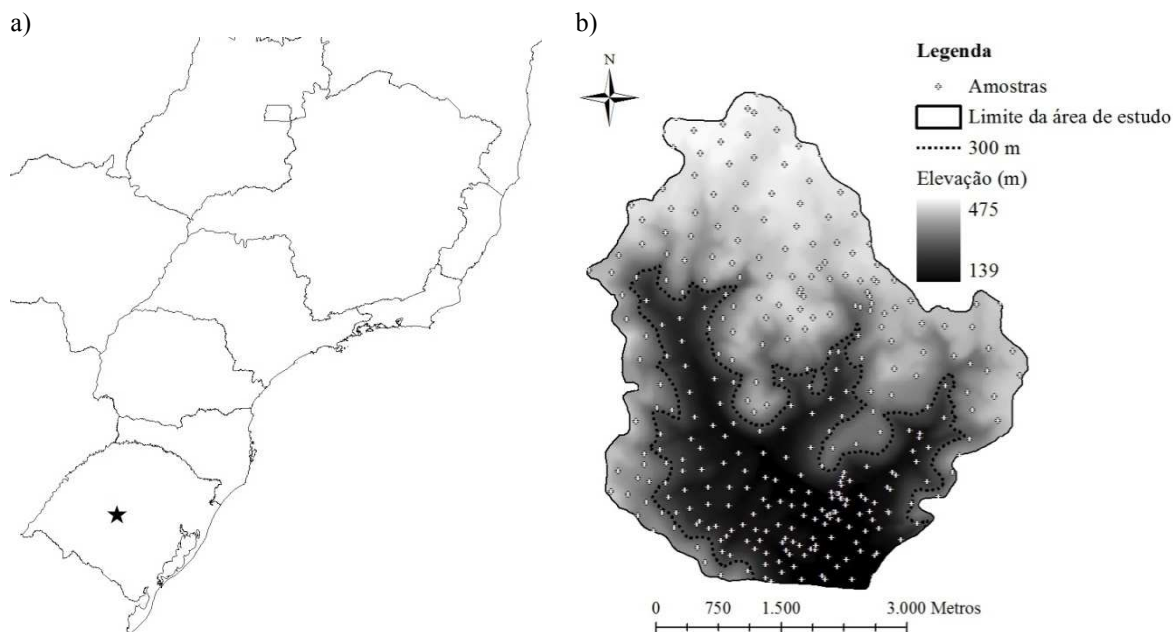 a)
b)
N
Legenda
Amostras
Limite da área de estudo
300 m
Elevação (m)
475
139
0 750 1.500 3.000 Metros